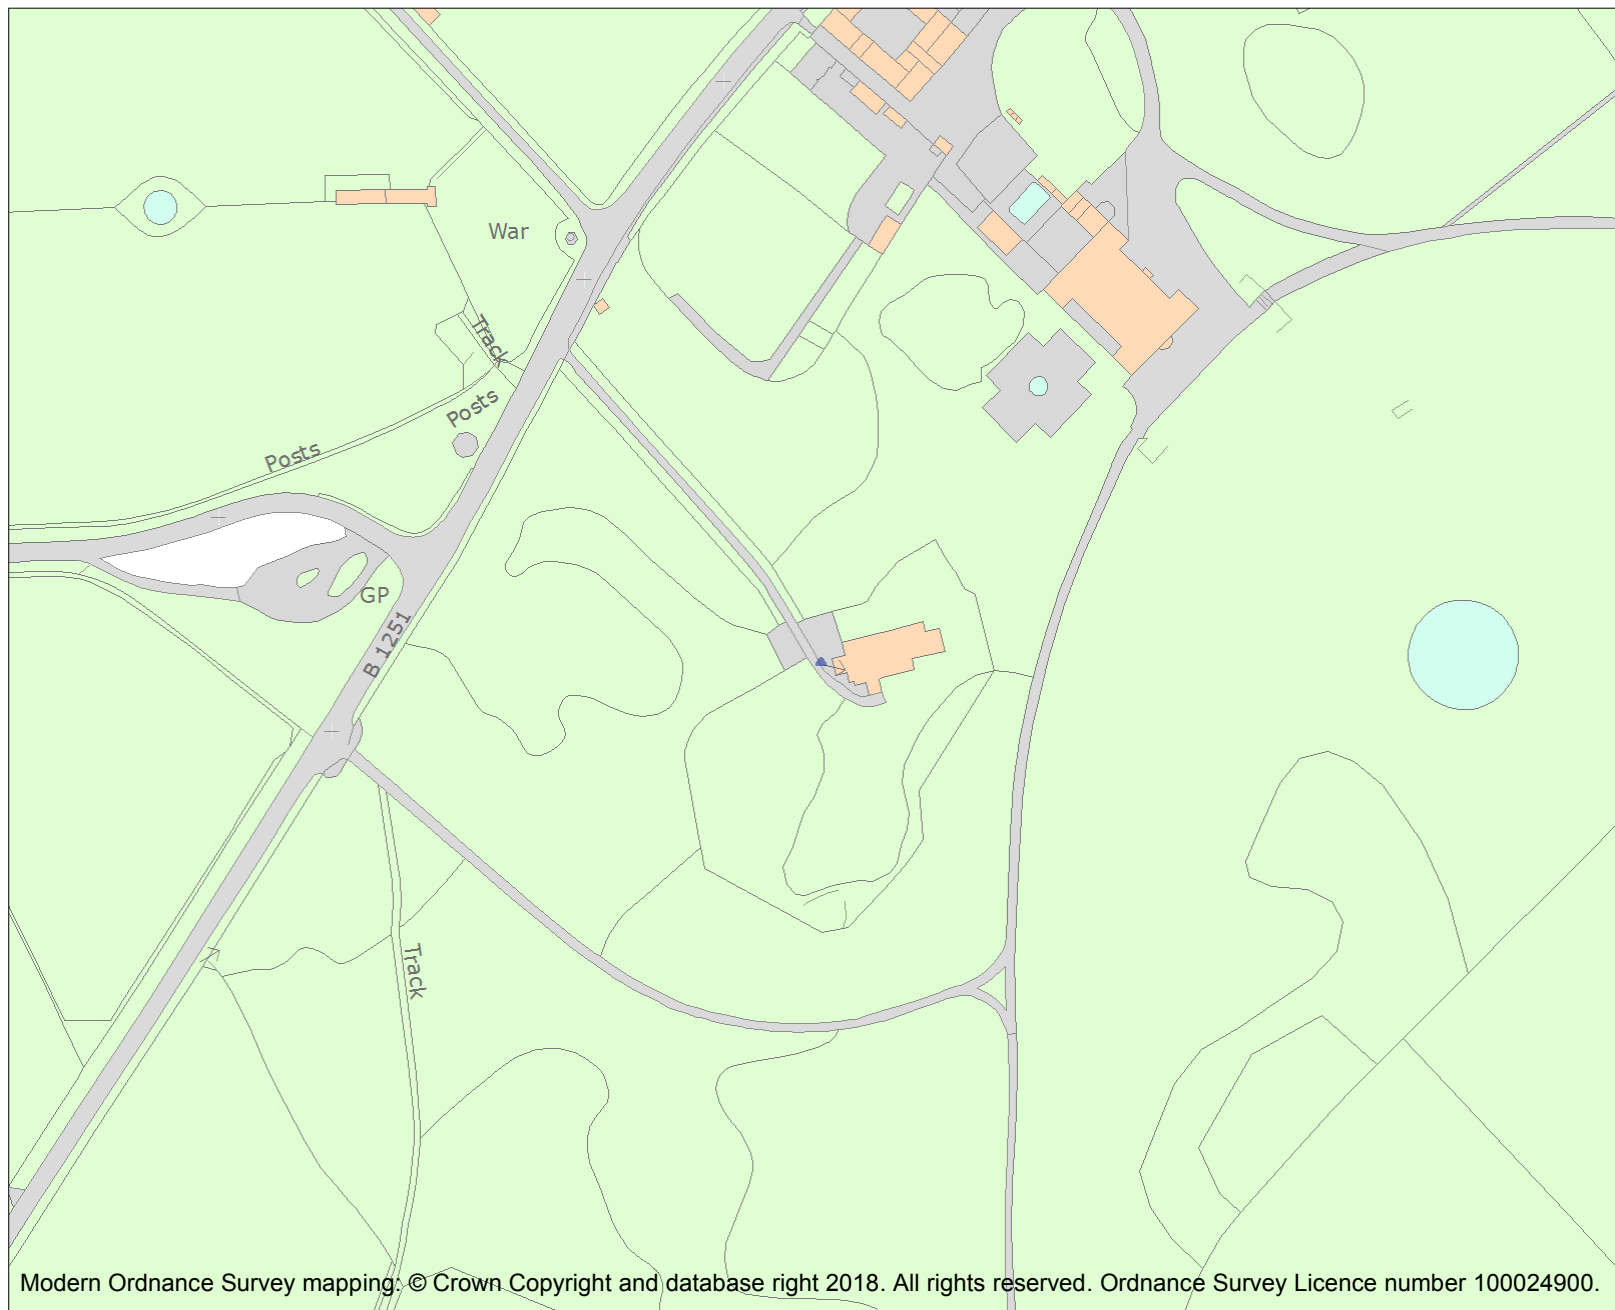 War
Track
Posts
Posts
GP
B 1251
Track
Modern Ordnance Survey mapping: © Crown Copyright and database right 2018. All rights reserved. Ordnance Survey Licence number 100024900.